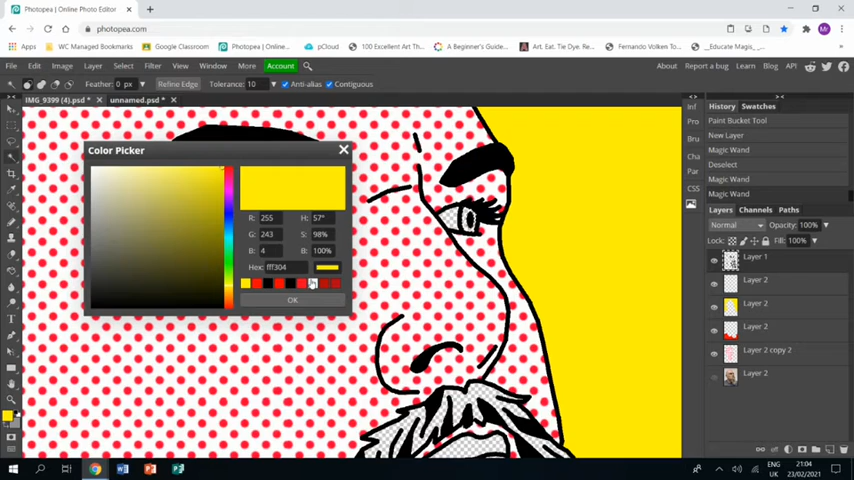 Photopea | Online Photo Editor
photopea.com
Apps
WC Managed Bookmarks
Google Classroom
Photopea | Online...
pCloud
100 Excellent Art Th...
A Beginner's Guide...
Art. Eat. Tie Dye. Re...
Fernando Volken To...
_Educate Magis_-...
File Edit Image Layer Select Filter View Window More Account
About Report a bug Learn Blog API
Feather: 0 px Refine Edge Tolerance: 10 Anti-alias Contiguous
IMG_9399 (4).psd * unnamed.psd *
Color Picker
R: 255 H: 57°
G: 243 S: 98%
B: 4 B: 100%
Hex: fff304
OK
Inf
Pro
Bru
Cha
Par
CSS
History Swatches
Paint Bucket Tool
New Layer
Magic Wand
Deselect
Magic Wand
Magic Wand
Layers Channels Paths
Normal Opacity: 100%
Lock: Fill: 100%
Layer 1
Layer 2
Layer 2
Layer 2
Layer 2 copy 2
Layer 2
ENG
UK
21:04
23/02/2021